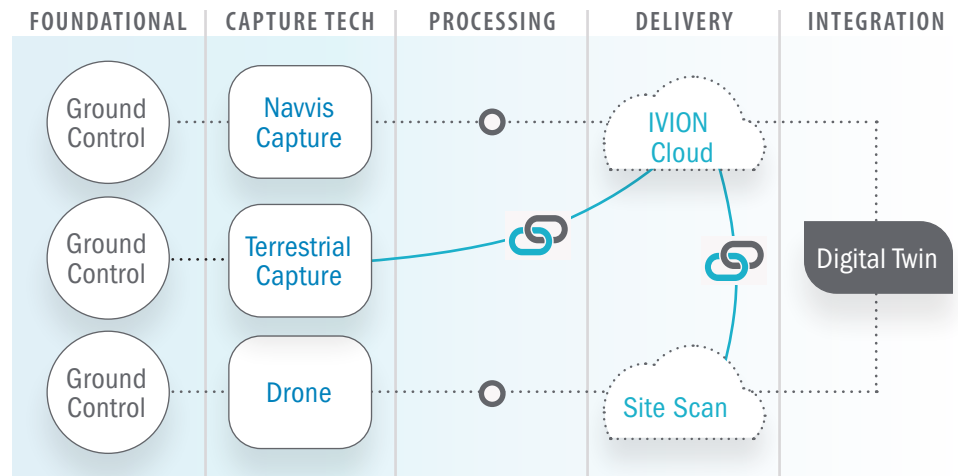 FOUNDATIONAL
CAPTURE TECH
PROCESSING
DELIVERY
INTEGRATION
Ground
Control
Navvis
Capture
IVION
Cloud
Ground
Control
Terrestrial
Capture
Digital Twin
Ground
Control
Drone
Site Scan